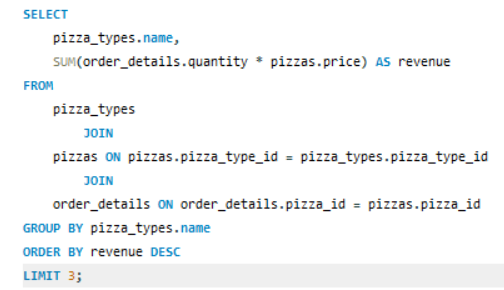 SELECT
pizza_types.name,
SUM(order_details.quantity * pizzas.price) AS revenue
FROM
pizza_types
JOIN
pizzas ON pizzas.pizza_type_id = pizza_types.pizza_type_id
JOIN
order_details ON order_details.pizza_id = pizzas.pizza_id
GROUP BY pizza_types.name
ORDER BY revenue DESC
LIMIT 3;